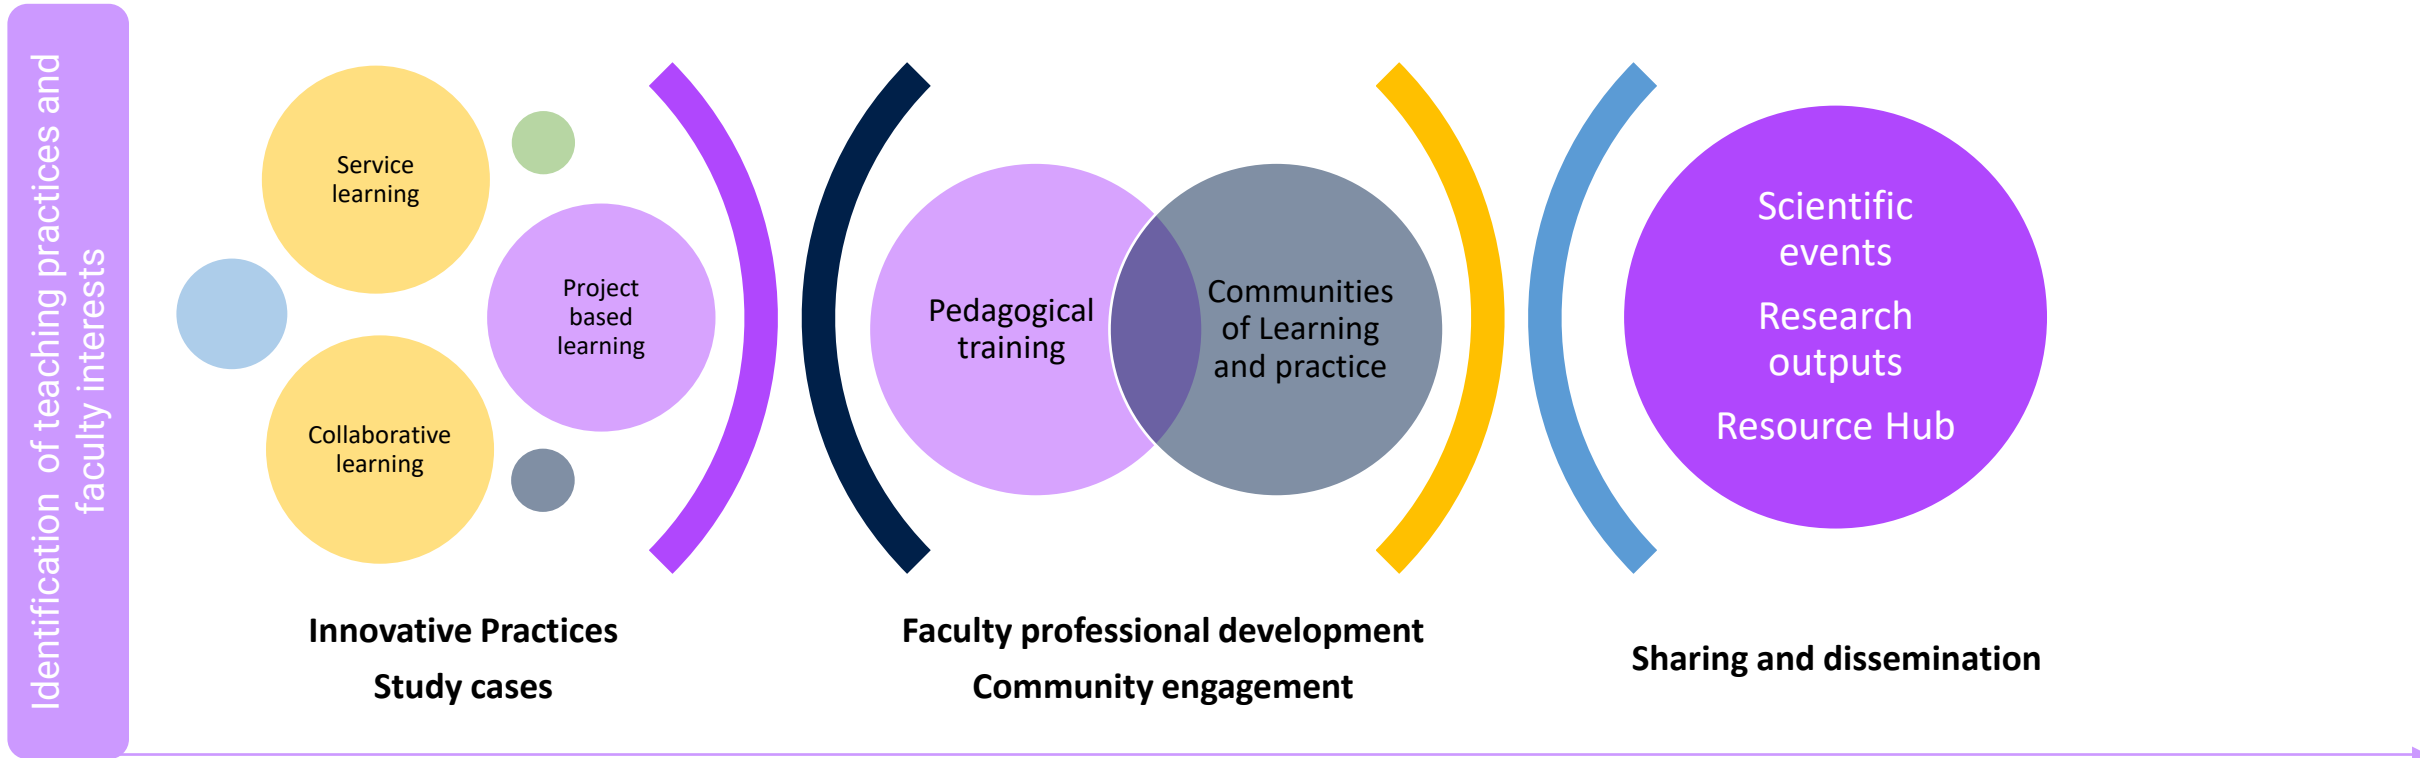 Identification of teaching practices and
faculty interests
Service
learning
Project
based
learning
Collaborative
learning
Innovative Practices
Study cases
Pedagogical
training
Communities
of Learning
and practice
Faculty professional development
Community engagement
Scientific
events
Research
outputs
Resource Hub
Sharing and dissemination